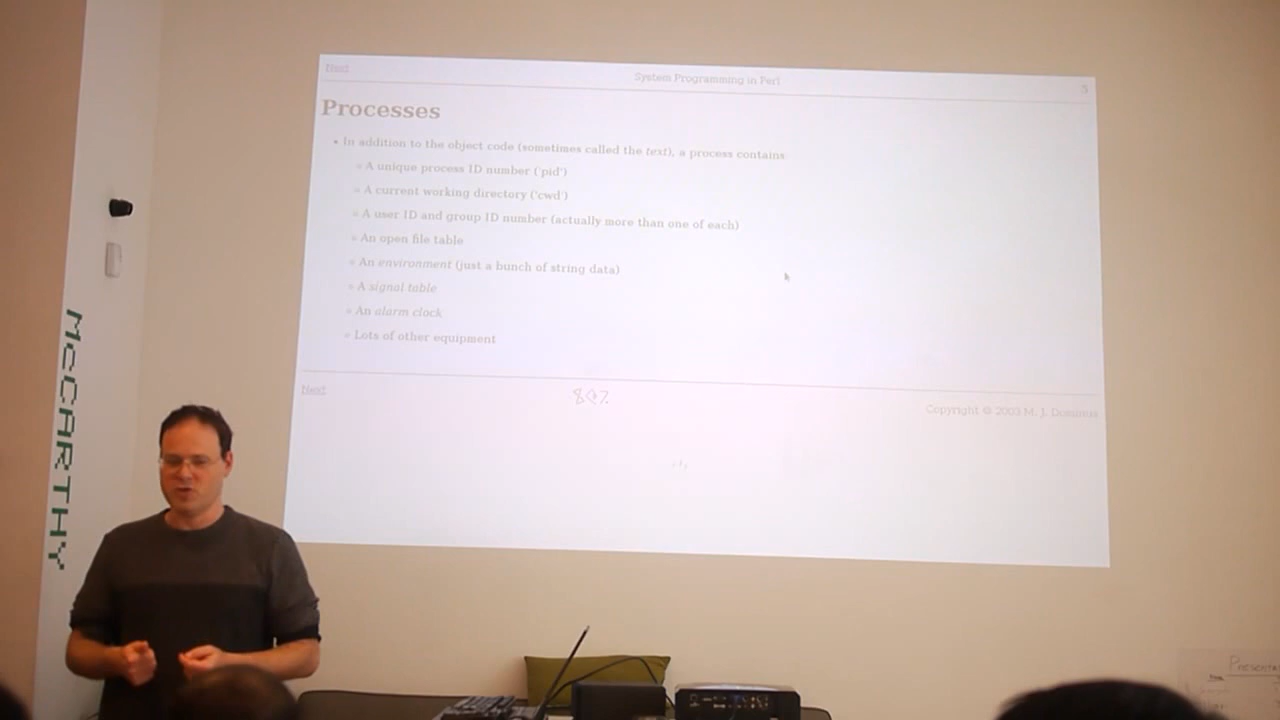 Next
System Programming in Perl
5
Processes
• In addition to the object code (sometimes called the text), a process contains:
A unique process ID number ('pid')
A current working directory ('cwd')
A user ID and group ID number (actually more than one of each)
An open file table
An environment (just a bunch of string data)
A signal table
An alarm clock
Lots of other equipment
Next
Copyright © 2003 M. J. Dominus
McCARTHY